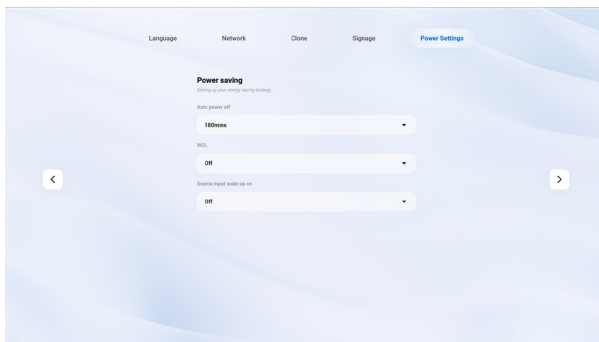 Language
Network
Clone
Signage
Power Settings
Power saving
Setting up your energy saving strategy
Auto power off
180mins
WOL
Off
Source input wake up on
Off